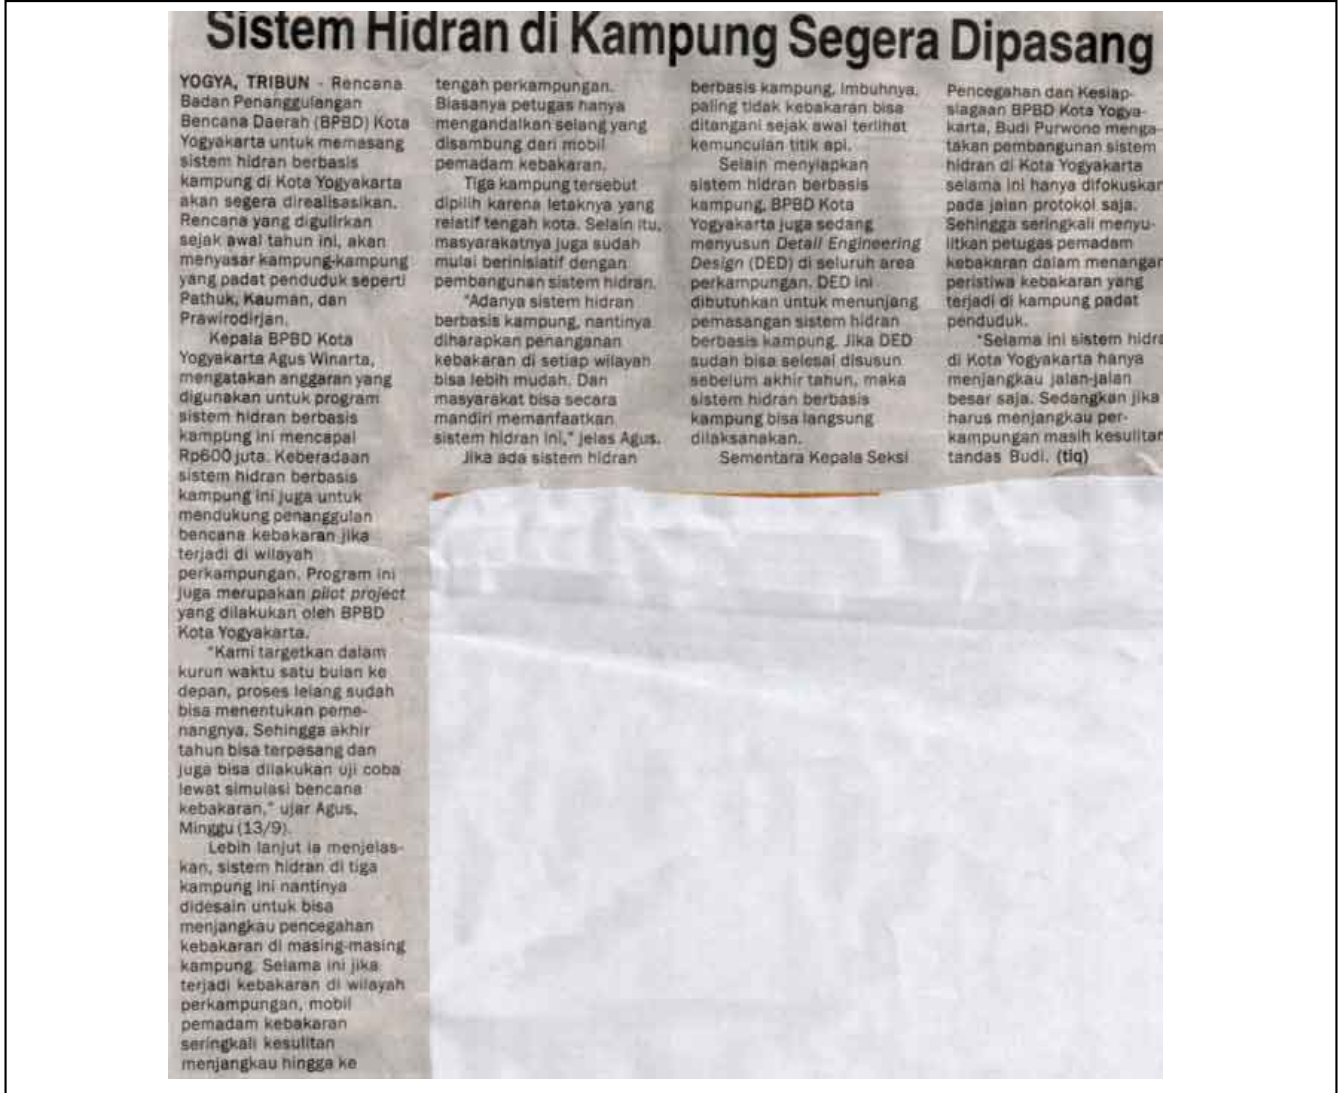 Sistem Hidran di Kampung Segera Dipasang
YOGYA, TRIBUN - Rencana
Badan Penanggulangan
Bencana Daerah (BPBD) Kota
Yogyakarta untuk memasang
sistem hidran berbasis
kampung di Kota Yogyakarta
akan segera direalisasikan.
Rencana yang digulirkan
sejak awal tahun ini, akan
menyasar kampung-kampung
yang padat penduduk seperti
Pathuk, Kauman, dan
Prawirodirjan.
Kepala BPBD Kota
Yogyakarta Agus Winarta,
mengatakan anggaran yang
digunakan untuk program
sistem hidran berbasis
kampung ini mencapai
Rp600 juta. Keberadaan
sistem hidran berbasis
kampung ini juga untuk
mendukung penanggulan
bencana kebakaran jika
terjadi di wilayah
perkampungan. Program ini
juga merupakan pilot project
yang dilakukan oleh BPBD
Kota Yogyakarta.
"Kami targetkan dalam
kurun waktu satu bulan ke
depan, proses lelang sudah
bisa menentukan peme-
nangnya. Sehingga akhir
tahun bisa terpasang dan
juga bisa dilakukan uji coba
lewat simulasi bencana
kebakaran," ujar Agus,
Minggu (13/9).
Lebih lanjut ia menjelas-
kan, sistem hidran di tiga
kampung ini nantinya
didesain untuk bisa
menjangkau pencegahan
kebakaran di masing-masing
kampung. Selama ini jika
terjadi kebakaran di wilayah
perkampungan, mobil
pemadam kebakaran
seringkali kesulitan
menjangkau hingga ke
tengah perkampungan.
Biasanya petugas hanya
mengandalkan selang yang
disambung dari mobil
pemadam kebakaran.
Tiga kampung tersebut
dipilih karena letaknya yang
relatif tengah kota. Selain itu,
masyarakatnya juga sudah
mulai berinisiatif dengan
pembangunan sistem hidran.
"Adanya sistem hidran
berbasis kampung, nantinya
diharapkan penanganan
kebakaran di setiap wilayah
bisa lebih mudah. Dan
masyarakat bisa secara
mandiri memanfaatkan
sistem hidran ini," jelas Agus.
Jika ada sistem hidran
berbasis kampung, imbuhnya,
paling tidak kebakaran bisa
ditangani sejak awal terlihat
kemunculan titik api.
Selain menyiapkan
sistem hidran berbasis
kampung, BPBD Kota
Yogyakarta juga sedang
menyusun Detail Engineering
Design (DED) di seluruh area
perkampungan. DED ini
dibutuhkan untuk menunjang
pemasangan sistem hidran
berbasis kampung. Jika DED
sudah bisa selesai disusun
sebelum akhir tahun, maka
sistem hidran berbasis
kampung bisa langsung
dilaksanakan.
Sementara Kepala Seksi
Pencegahan dan Kesiap-
siagaan BPBD Kota Yogya-
karta, Budi Purwono menga-
takan pembangunan sistem
hidran di Kota Yogyakarta
selama ini hanya difokuskan
pada jalan protokol saja.
Sehingga seringkali menyu-
litkan petugas pemadam
kebakaran dalam menangan
peristiwa kebakaran yang
terjadi di kampung padat
penduduk.
"Selama ini sistem hidra
di Kota Yogyakarta hanya
menjangkau jalan-jalan
besar saja. Sedangkan jika
harus menjangkau per-
kampungan masih kesulitan
tandas Budi. (tiq)